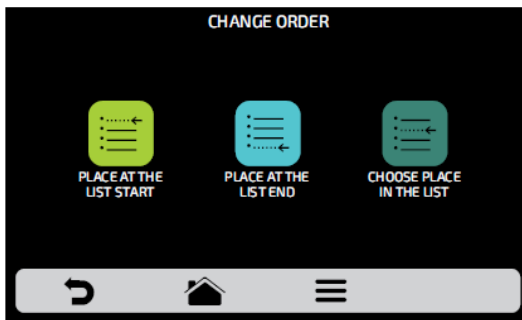 CHANGE ORDER
PLACE AT THE
LIST START
PLACE AT THE
LIST END
CHOOSE PLACE
IN THE LIST